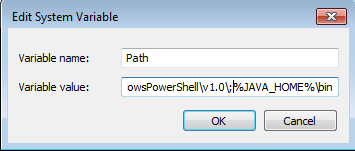 Edit System Variable
Variable name: Path
Variable value: owsPowerShell\v1.0\;%JAVA_HOME%\bin
OK Cancel